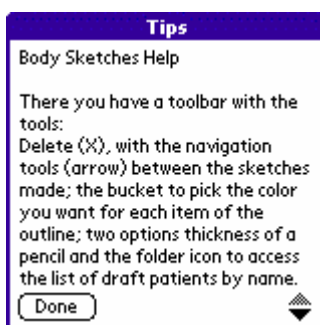 Tips
Body Sketches Help
There you have a toolbar with the
tools:
Delete (X), with the navigation
tools (arrow) between the sketches
made; the bucket to pick the color
you want for each item of the
outline; two options thickness of a
pencil and the folder icon to access
the list of draft patients by name.
Done